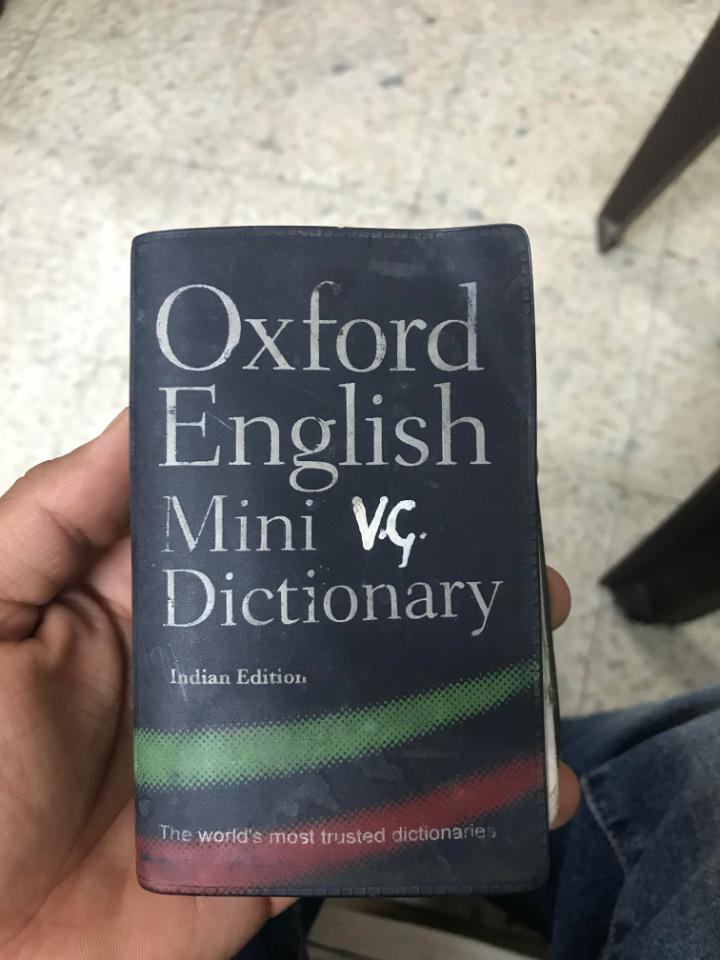 Oxford
English
Mini V.G.
Dictionary
Indian Edition
The world's most trusted dictionaries